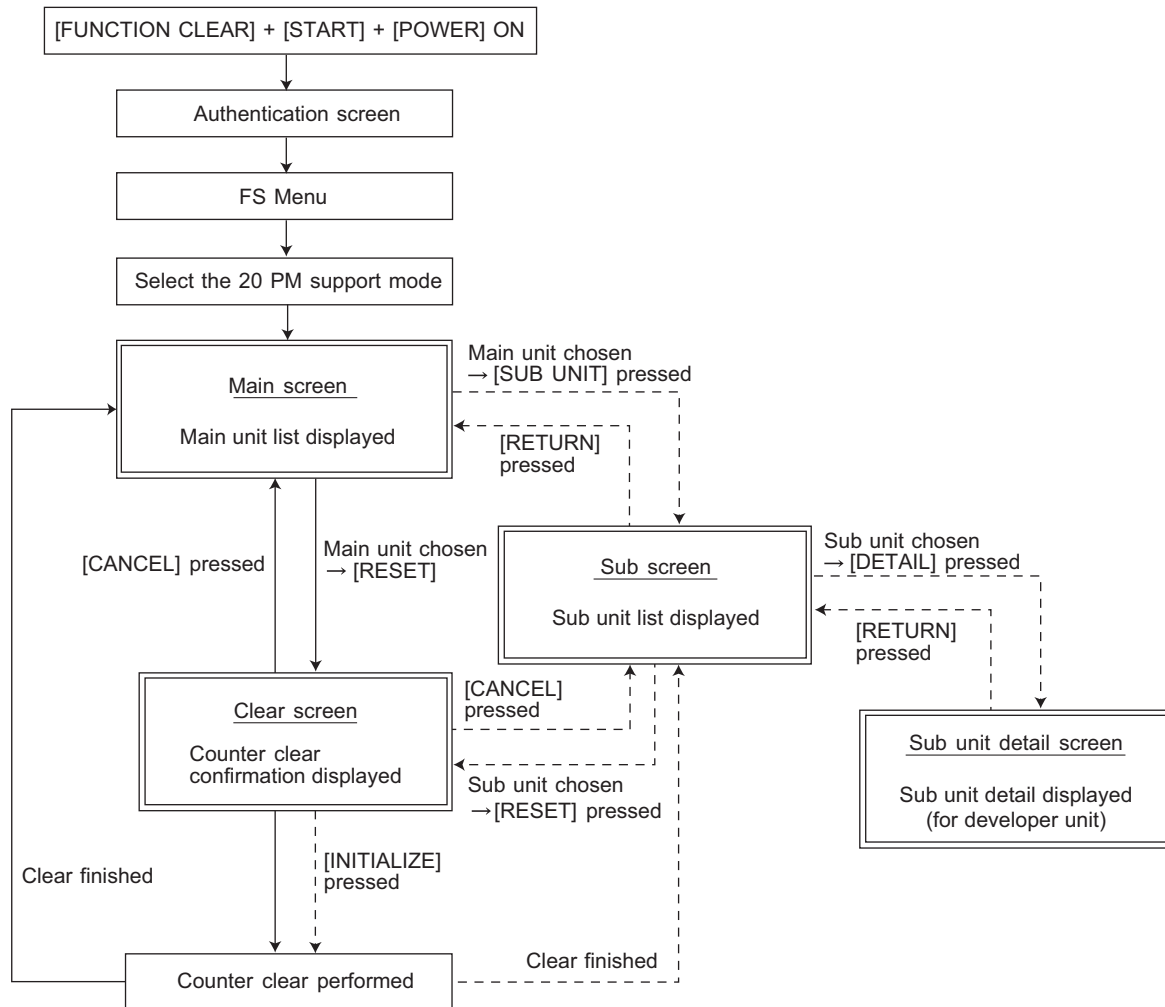 [FUNCTION CLEAR] + [START] + [POWER] ON
Authentication screen
FS Menu
Select the 20 PM support mode
Main screen
Main unit list displayed
Main unit chosen
→ [SUB UNIT] pressed
[RETURN]
pressed
[CANCEL] pressed
Main unit chosen
→ [RESET]
Sub screen
Sub unit list displayed
Sub unit chosen
→ [DETAIL] pressed
[RETURN]
pressed
Clear screen
Counter clear
confirmation displayed
[CANCEL]
pressed
Sub unit chosen
→[RESET] pressed
Sub unit detail screen
Sub unit detail displayed
(for developer unit)
Clear finished
[INITIALIZE]
pressed
Counter clear performed
Clear finished